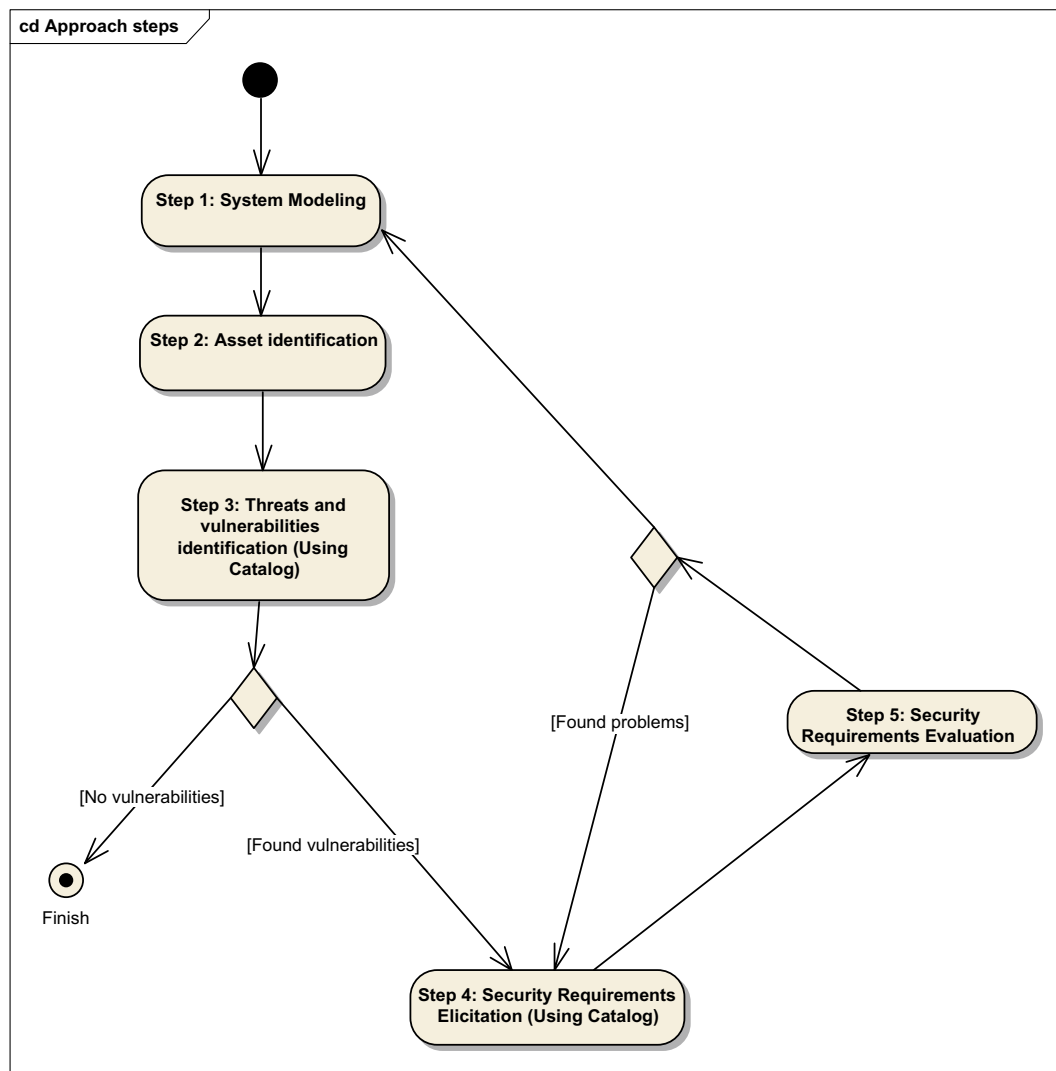 cd Approach steps
Step 1: System Modeling
Step 2: Asset identification
Step 3: Threats and
vulnerabilities
identification (Using
Catalog)
[Found problems]
Step 5: Security
Requirements Evaluation
[No vulnerabilities]
[Found vulnerabilities]
Finish
Step 4: Security Requirements
Elicitation (Using Catalog)